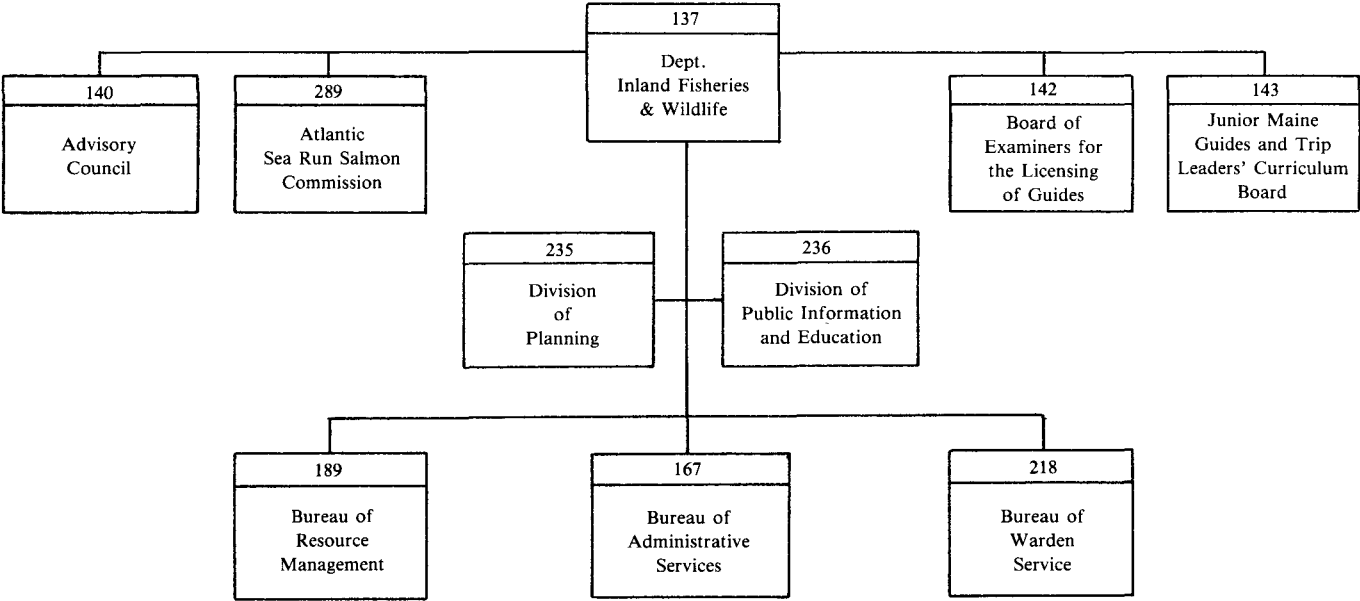 137
Dept.
Inland Fisheries
& Wildlife
140
Advisory
Council
289
Atlantic
Sea Run Salmon
Commission
142
Board of
Examiners for
the Licensing
of Guides
143
Junior Maine
Guides and Trip
Leaders' Curriculum
Board
235
Division
of
Planning
236
Division of
Public Information
and Education
189
Bureau of
Resource
Management
167
Bureau of
Administrative
Services
218
Bureau of
Warden
Service